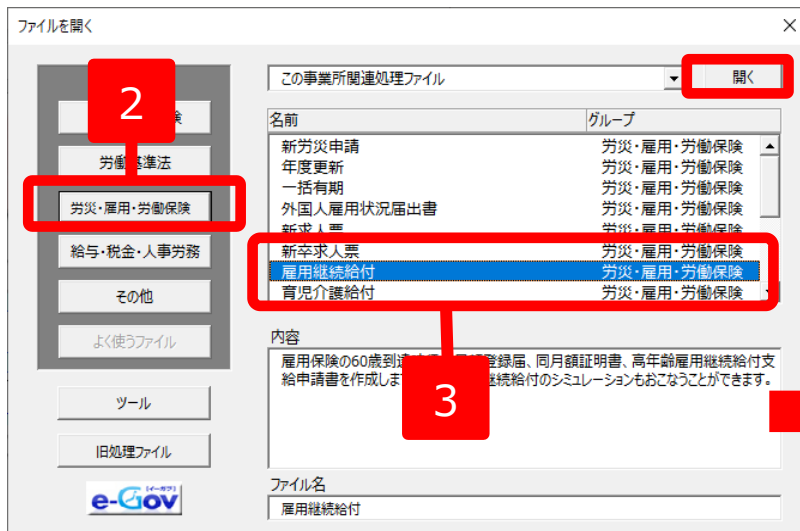 ファイルを開く
この事業所関連処理ファイル
開く
2
険
労働基準法
労災・雇用・労働保険
給与・税金・人事労務
その他
よく使うファイル
ツール
旧処理ファイル
e-Gov
[イーガブ]
名前 グループ
新労災申請 労災・雇用・労働保険
年度更新 労災・雇用・労働保険
一括有期 労災・雇用・労働保険
外国人雇用状況届出書 労災・雇用・労働保険
新求人票 労災・雇用・労働保険
新卒求人票 労災・雇用・労働保険
雇用継続給付 労災・雇用・労働保険
育児介護給付 労災・雇用・労働保険
3
内容
雇用保険の60歳到達 登録届、同月額証明書、高年齢雇用継続給付支
給申請書を作成しま 継続給付のシミュレーションもおこなうことができます。
ファイル名
雇用継続給付